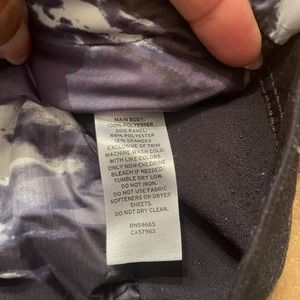 MAIN BODY:
100% POLYESTER
SIDE PANEL:
88% POLYESTER
12% SPANDEX
EXCLUSIVE OF TRIM
MACHINE WASH COLD.
WITH LIKE COLORS.
ONLY NON-CHLORINE
BLEACH IF NEEDED.
TUMBLE DRY LOW.
DO NOT IRON.
DO NOT USE FABRIC
SOFTENERS OR DRYER
SHEETS.
DO NOT DRY CLEAN.
RN58665
CA57963